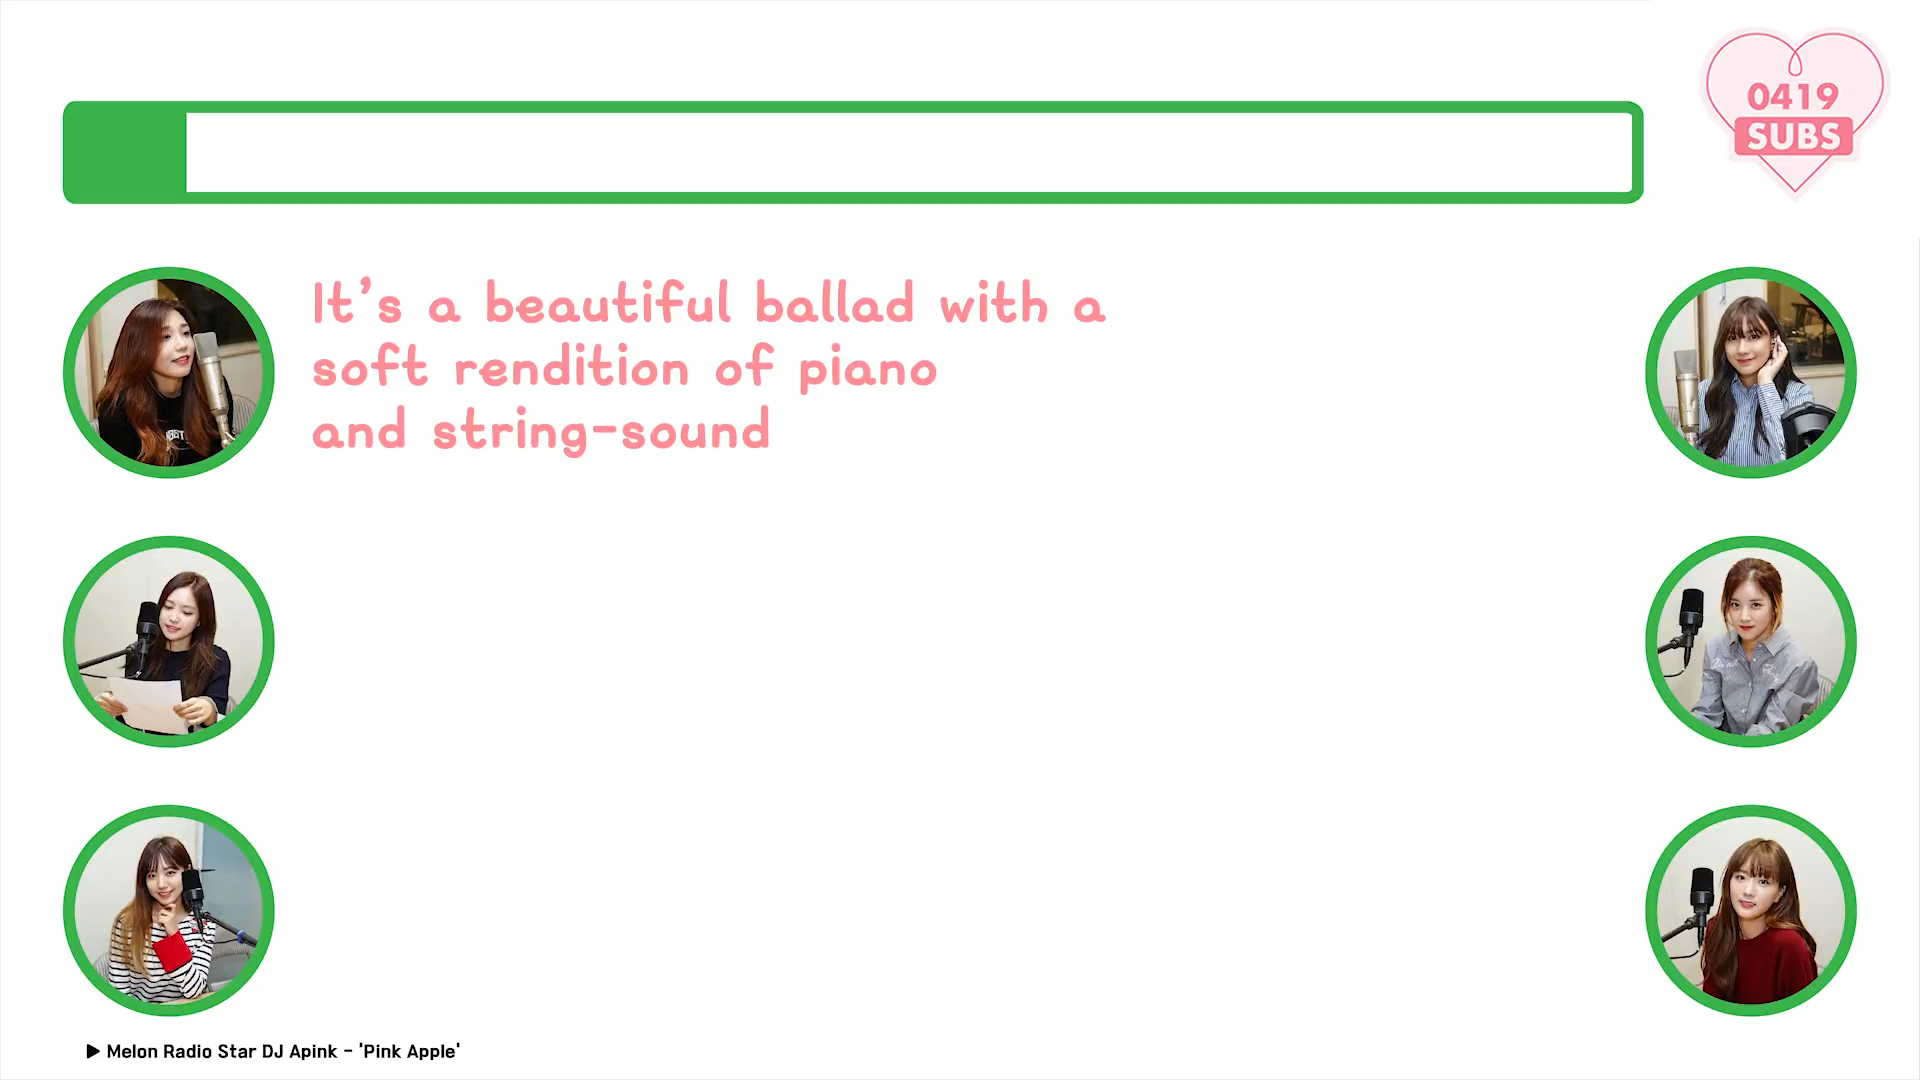 0419
SUBS
It's a beautiful ballad with a
soft rendition of piano
and string-sound
▶ Melon Radio Star DJ Apink - 'Pink Apple'